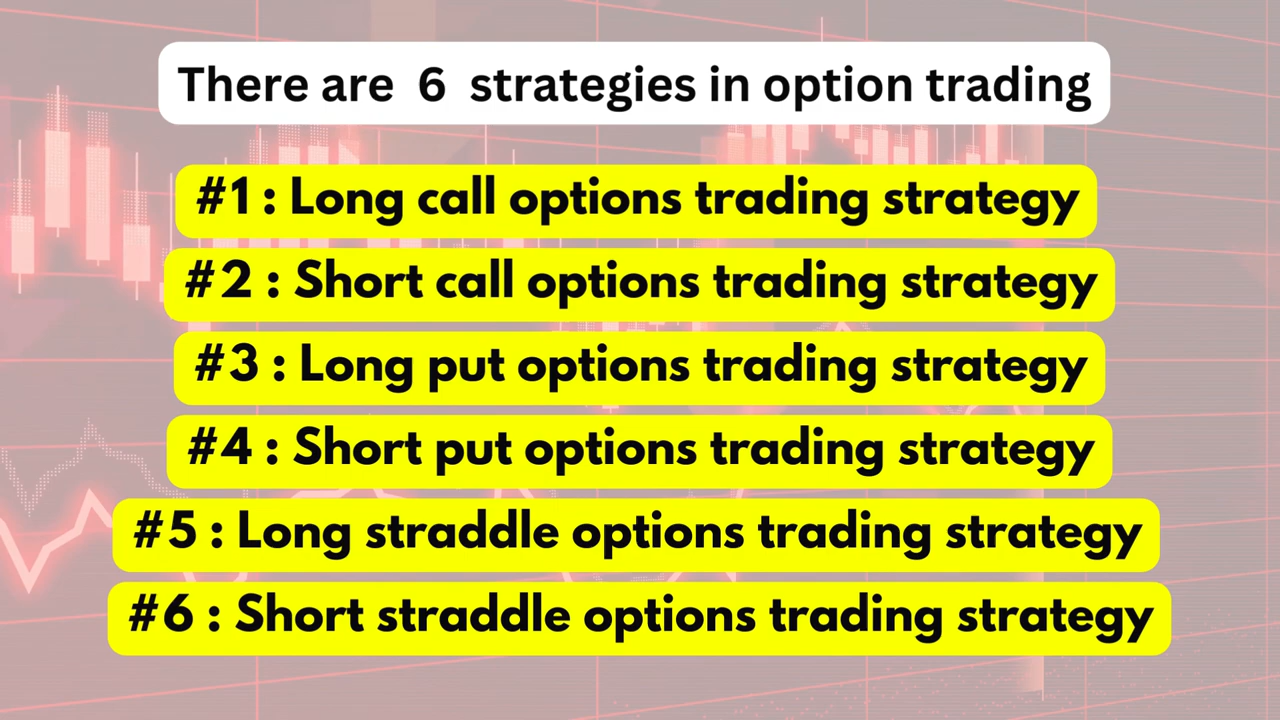 There are 6 strategies in option trading
#1 : Long call options trading strategy
#2 : Short call options trading strategy
#3 : Long put options trading strategy
#4 : Short put options trading strategy
#5 : Long straddle options trading strategy
#6 : Short straddle options trading strategy